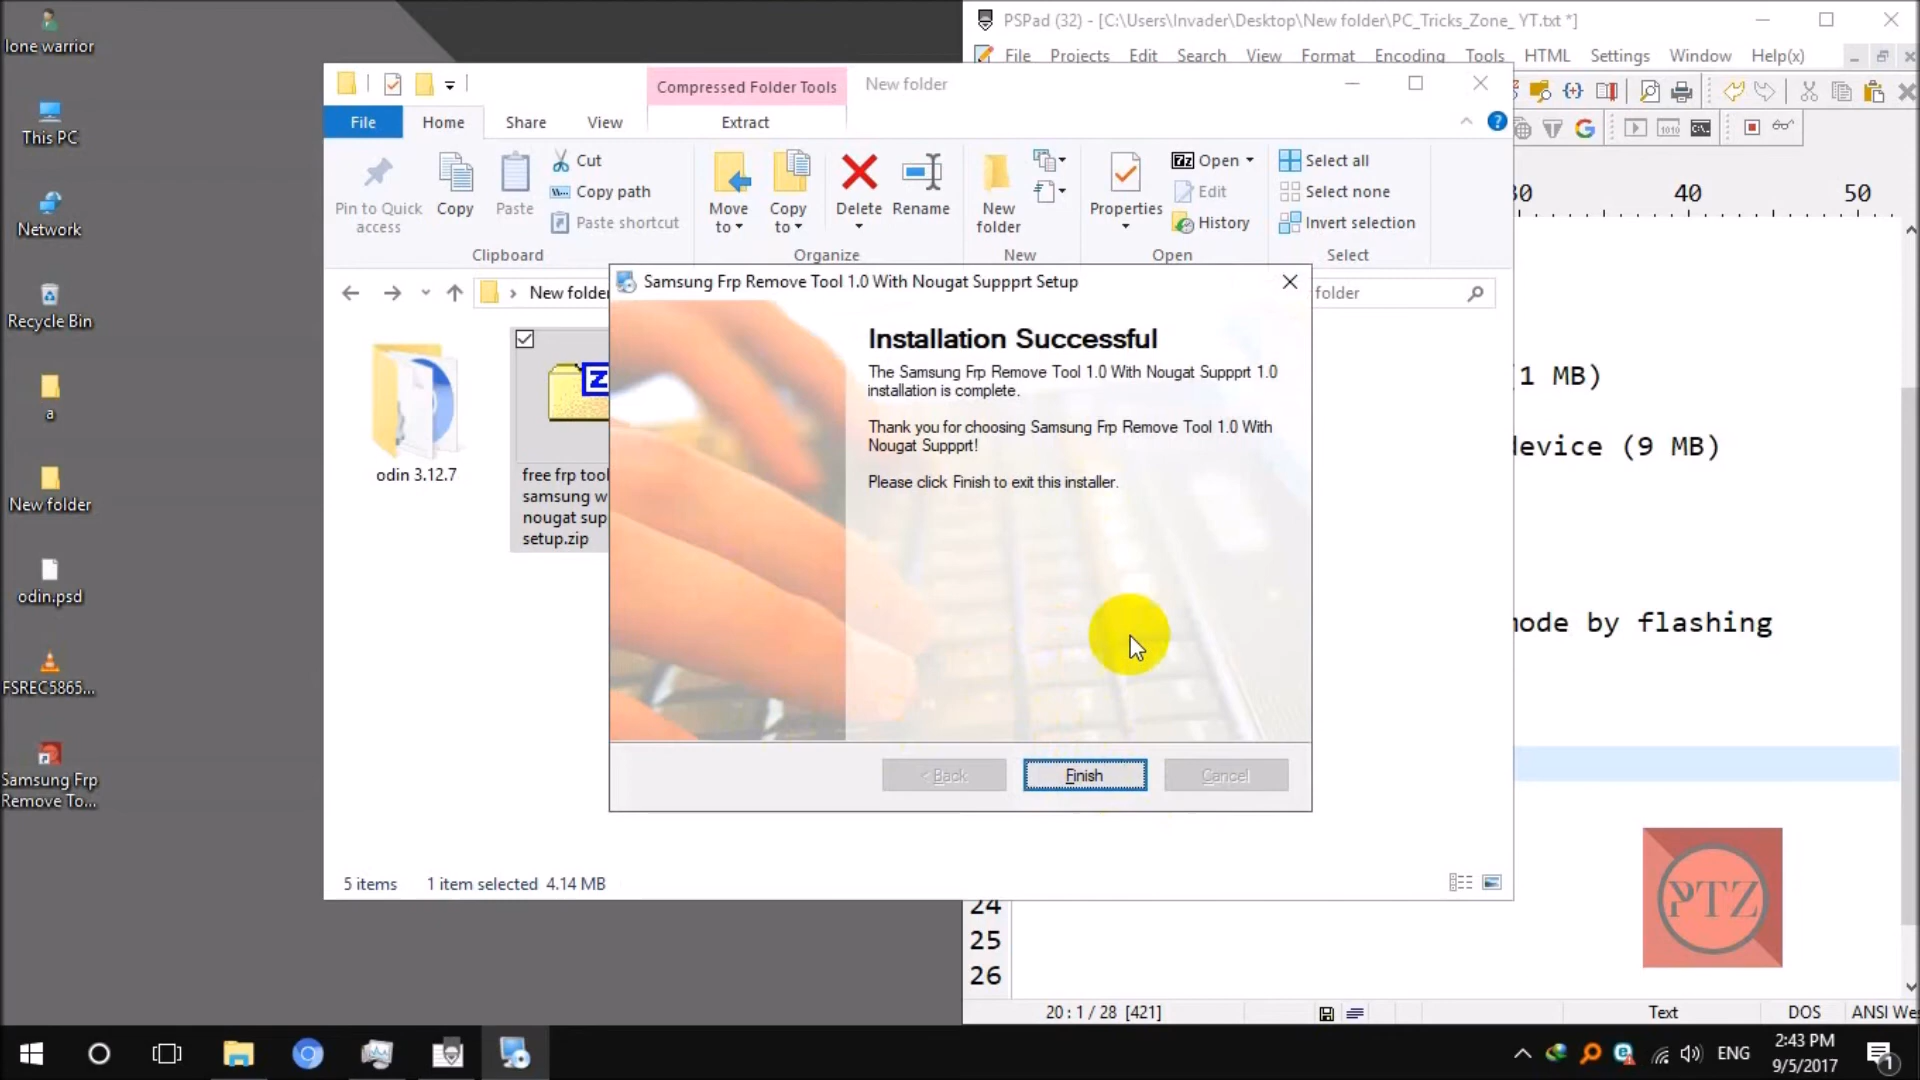 lone warrior
This PC
Network
Recycle Bin
a
New folder
odin.psd
FSREC5865...
Samsung Frp
Remove To...
PSPad (32) - [C:\Users\Invader\Desktop\New folder\PC_Tricks_Zone_ YT.txt *]
File Projects Edit Search View Format Encoding Tools HTML Settings Window Help(x)
Compressed Folder Tools
New folder
File
Home
Share
View
Extract
Pin to Quick
access
Copy
Paste
Cut
Copy path
Paste shortcut
Clipboard
Move
to
Copy
to
Delete
Rename
Organize
New
folder
New
Properties
Open
Edit
History
Open
Select all
Select none
Invert selection
Select
30 40 50
New folder
folder
odin 3.12.7
free frp tool
samsung w
nougat sup
setup.zip
Samsung Frp Remove Tool 1.0 With Nougat Suppprt Setup
Installation Successful
The Samsung Frp Remove Tool 1.0 With Nougat Suppprt 1.0
installation is complete.
Thank you for choosing Samsung Frp Remove Tool 1.0 With
Nougat Suppprt!
Please click Finish to exit this installer.
< Back
Finish
Cancel
(1 MB)
device (9 MB)
mode by flashing
5 items
1 item selected 4.14 MB
24
25
26
PTZ
20 : 1 / 28 [421]
Text
DOS
ANSI We
ENG
2:43 PM
9/5/2017
1